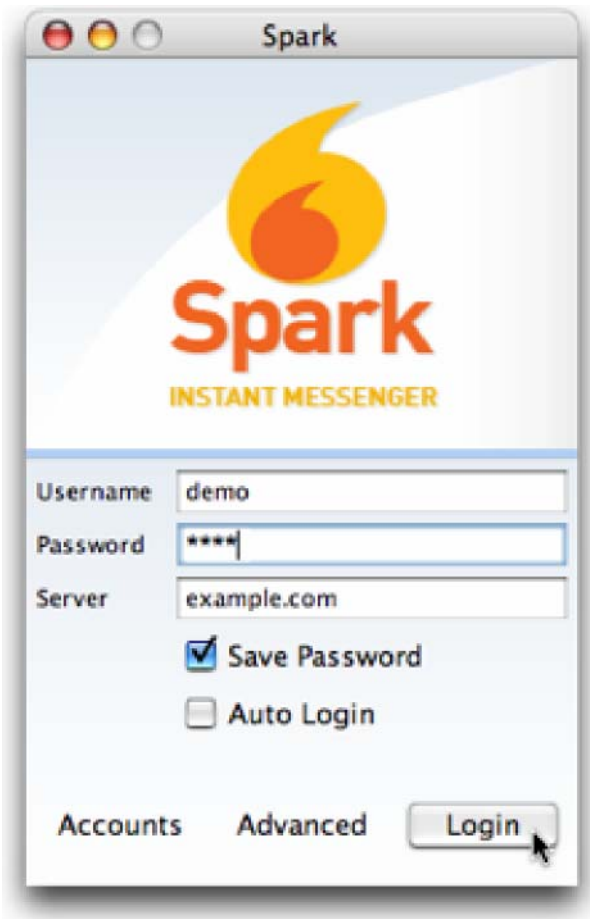 Spark
Spark
INSTANT MESSENGER
Username demo
Password ****
Server example.com
Save Password
Auto Login
Accounts Advanced Login